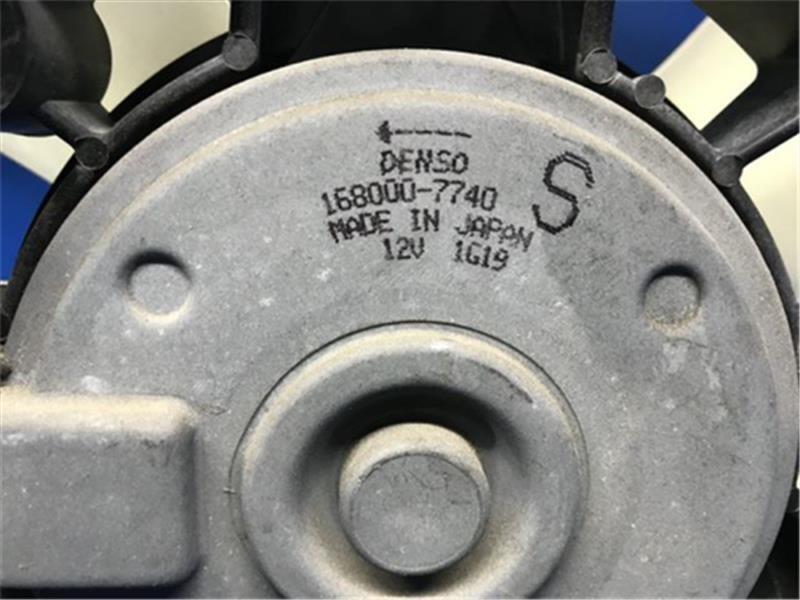 DENSO
S
168000-7740
MADE IN JAPAN
12V 1G19